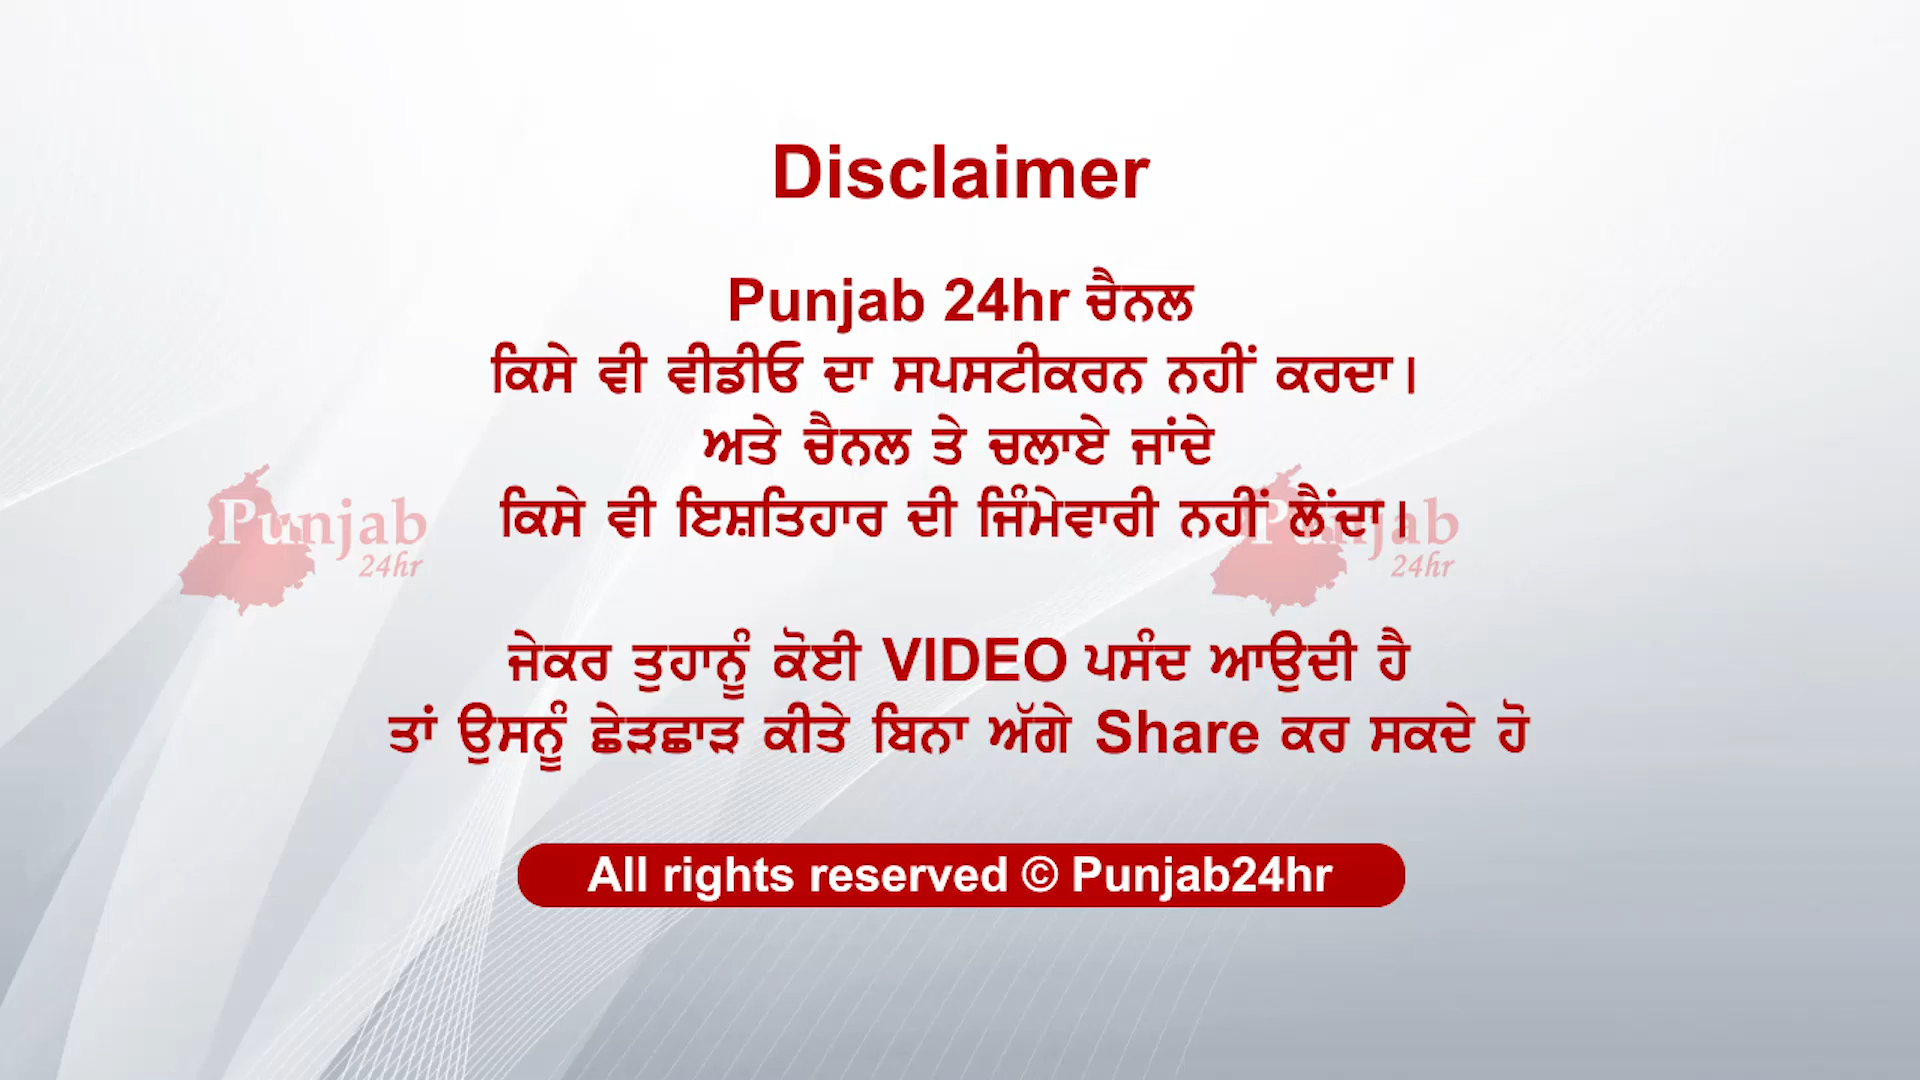 Disclaimer
Punjab 24hr ਚੈਨਲ
ਕਿਸੇ ਵੀ ਵੀਡੀਓ ਦਾ ਸਪਸਟੀਕਰਨ ਨਹੀਂ ਕਰਦਾ।
ਅਤੇ ਚੈਨਲ ਤੇ ਚਲਾਏ ਜਾਂਦੇ
ਕਿਸੇ ਵੀ ਇਸ਼ਤਿਹਾਰ ਦੀ ਜਿੰਮੇਵਾਰੀ ਨਹੀਂ ਲੈਂਦਾ।
Punjab
24hr
Punjab
24hr
ਜੇਕਰ ਤੁਹਾਨੂੰ ਕੋਈ VIDEO ਪਸੰਦ ਆਉਦੀ ਹੈ
ਤਾਂ ਉਸਨੂੰ ਛੇੜਛਾੜ ਕੀਤੇ ਬਿਨਾ ਅੱਗੇ Share ਕਰ ਸਕਦੇ ਹੋ
All rights reserved © Punjab24hr